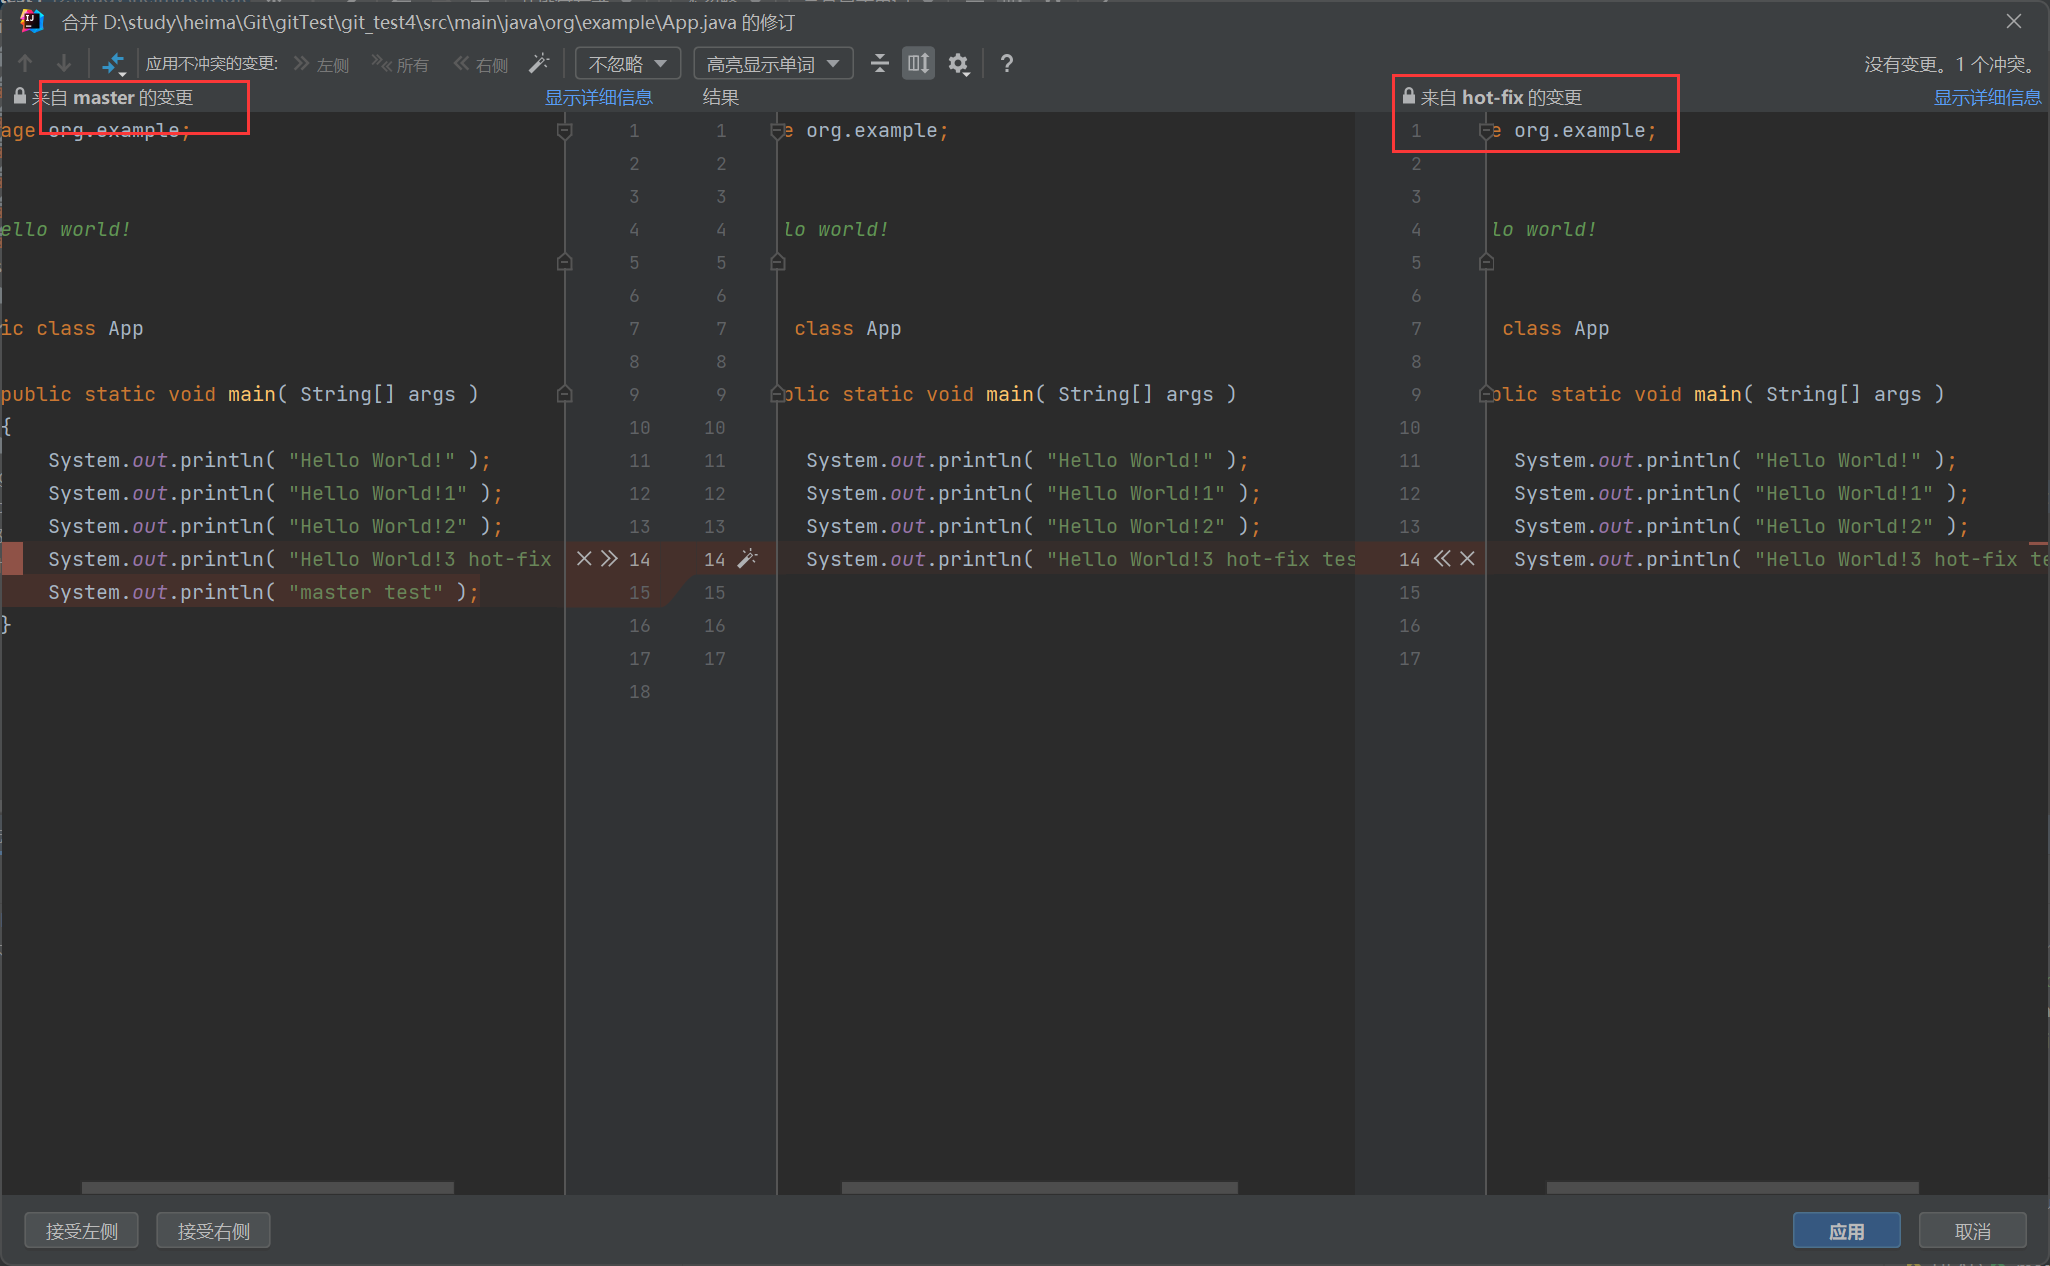 合并 D:\study\heima\Git\gitTest\git_test4\src\main\java\org\example\App.java 的修订
应用不冲突的变更: 左侧 所有 右侧 不忽略 高亮显示单词 ? 没有变更。1 个冲突。
来自 master 的变更 显示详细信息 结果 来自 hot-fix 的变更 显示详细信息
age org.example; 1 1 e org.example; 1 e org.example;
2 2 2
3 3 3
ello world! 4 4 lo world! 4 lo world!
5 5 5
6 6 6
ic class App 7 7 class App 7 class App
8 8 8
public static void main( String[] args ) 9 9 blic static void main( String[] args ) 9 blic static void main( String[] args )
{ 10 10 10
System.out.println( "Hello World!" ); 11 11 System.out.println( "Hello World!" ); 11 System.out.println( "Hello World!" );
System.out.println( "Hello World!1" ); 12 12 System.out.println( "Hello World!1" ); 12 System.out.println( "Hello World!1" );
System.out.println( "Hello World!2" ); 13 13 System.out.println( "Hello World!2" ); 13 System.out.println( "Hello World!2" );
System.out.println( "Hello World!3 hot-fix 14 14 System.out.println( "Hello World!3 hot-fix tes 14 System.out.println( "Hello World!3 hot-fix te
System.out.println( "master test" ); 15 15 15
} 16 16 16
17 17 17
18
接受左侧 接受右侧 应用 取消